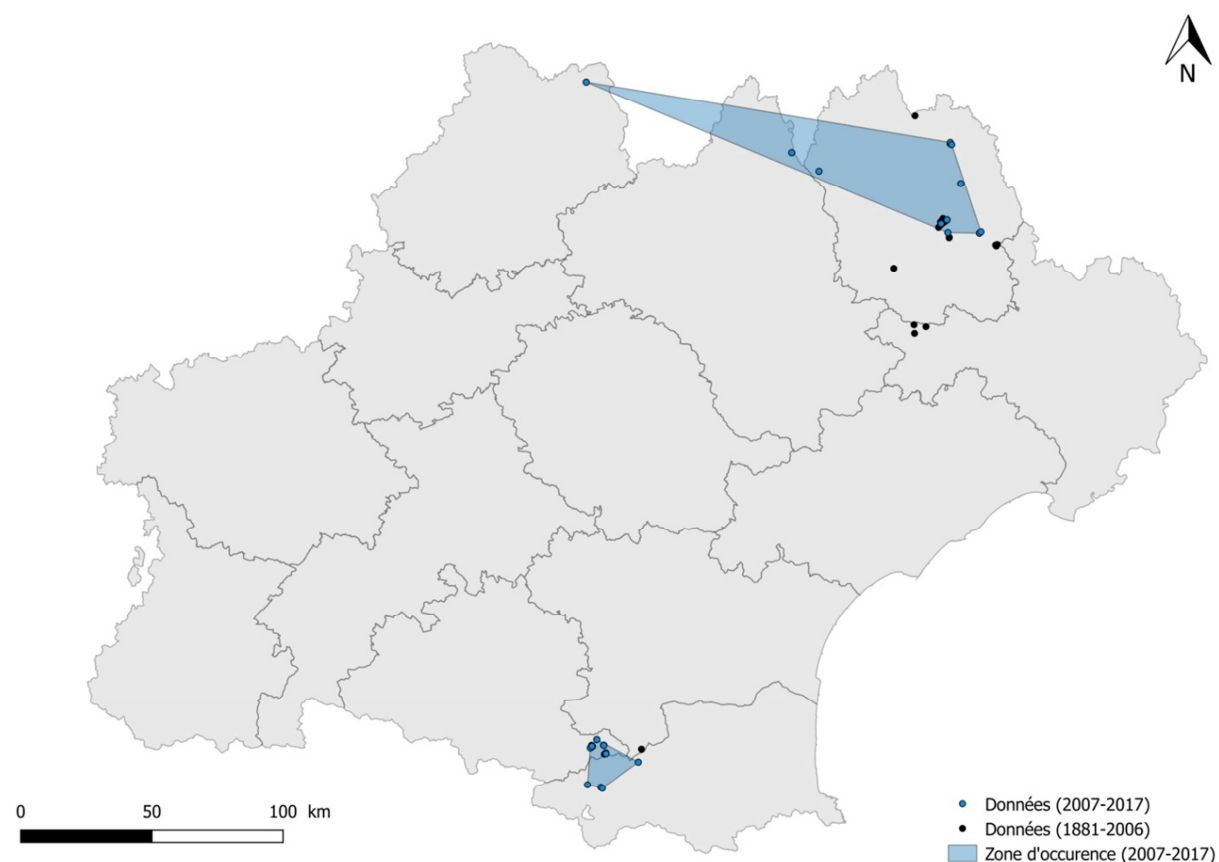 N
0 50 100 km
Données (2007-2017)
Données (1881-2006)
Zone d'occurence (2007-2017)